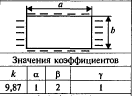 a
b
Значения коэффициентов
k α β γ
9,87 1 2 1